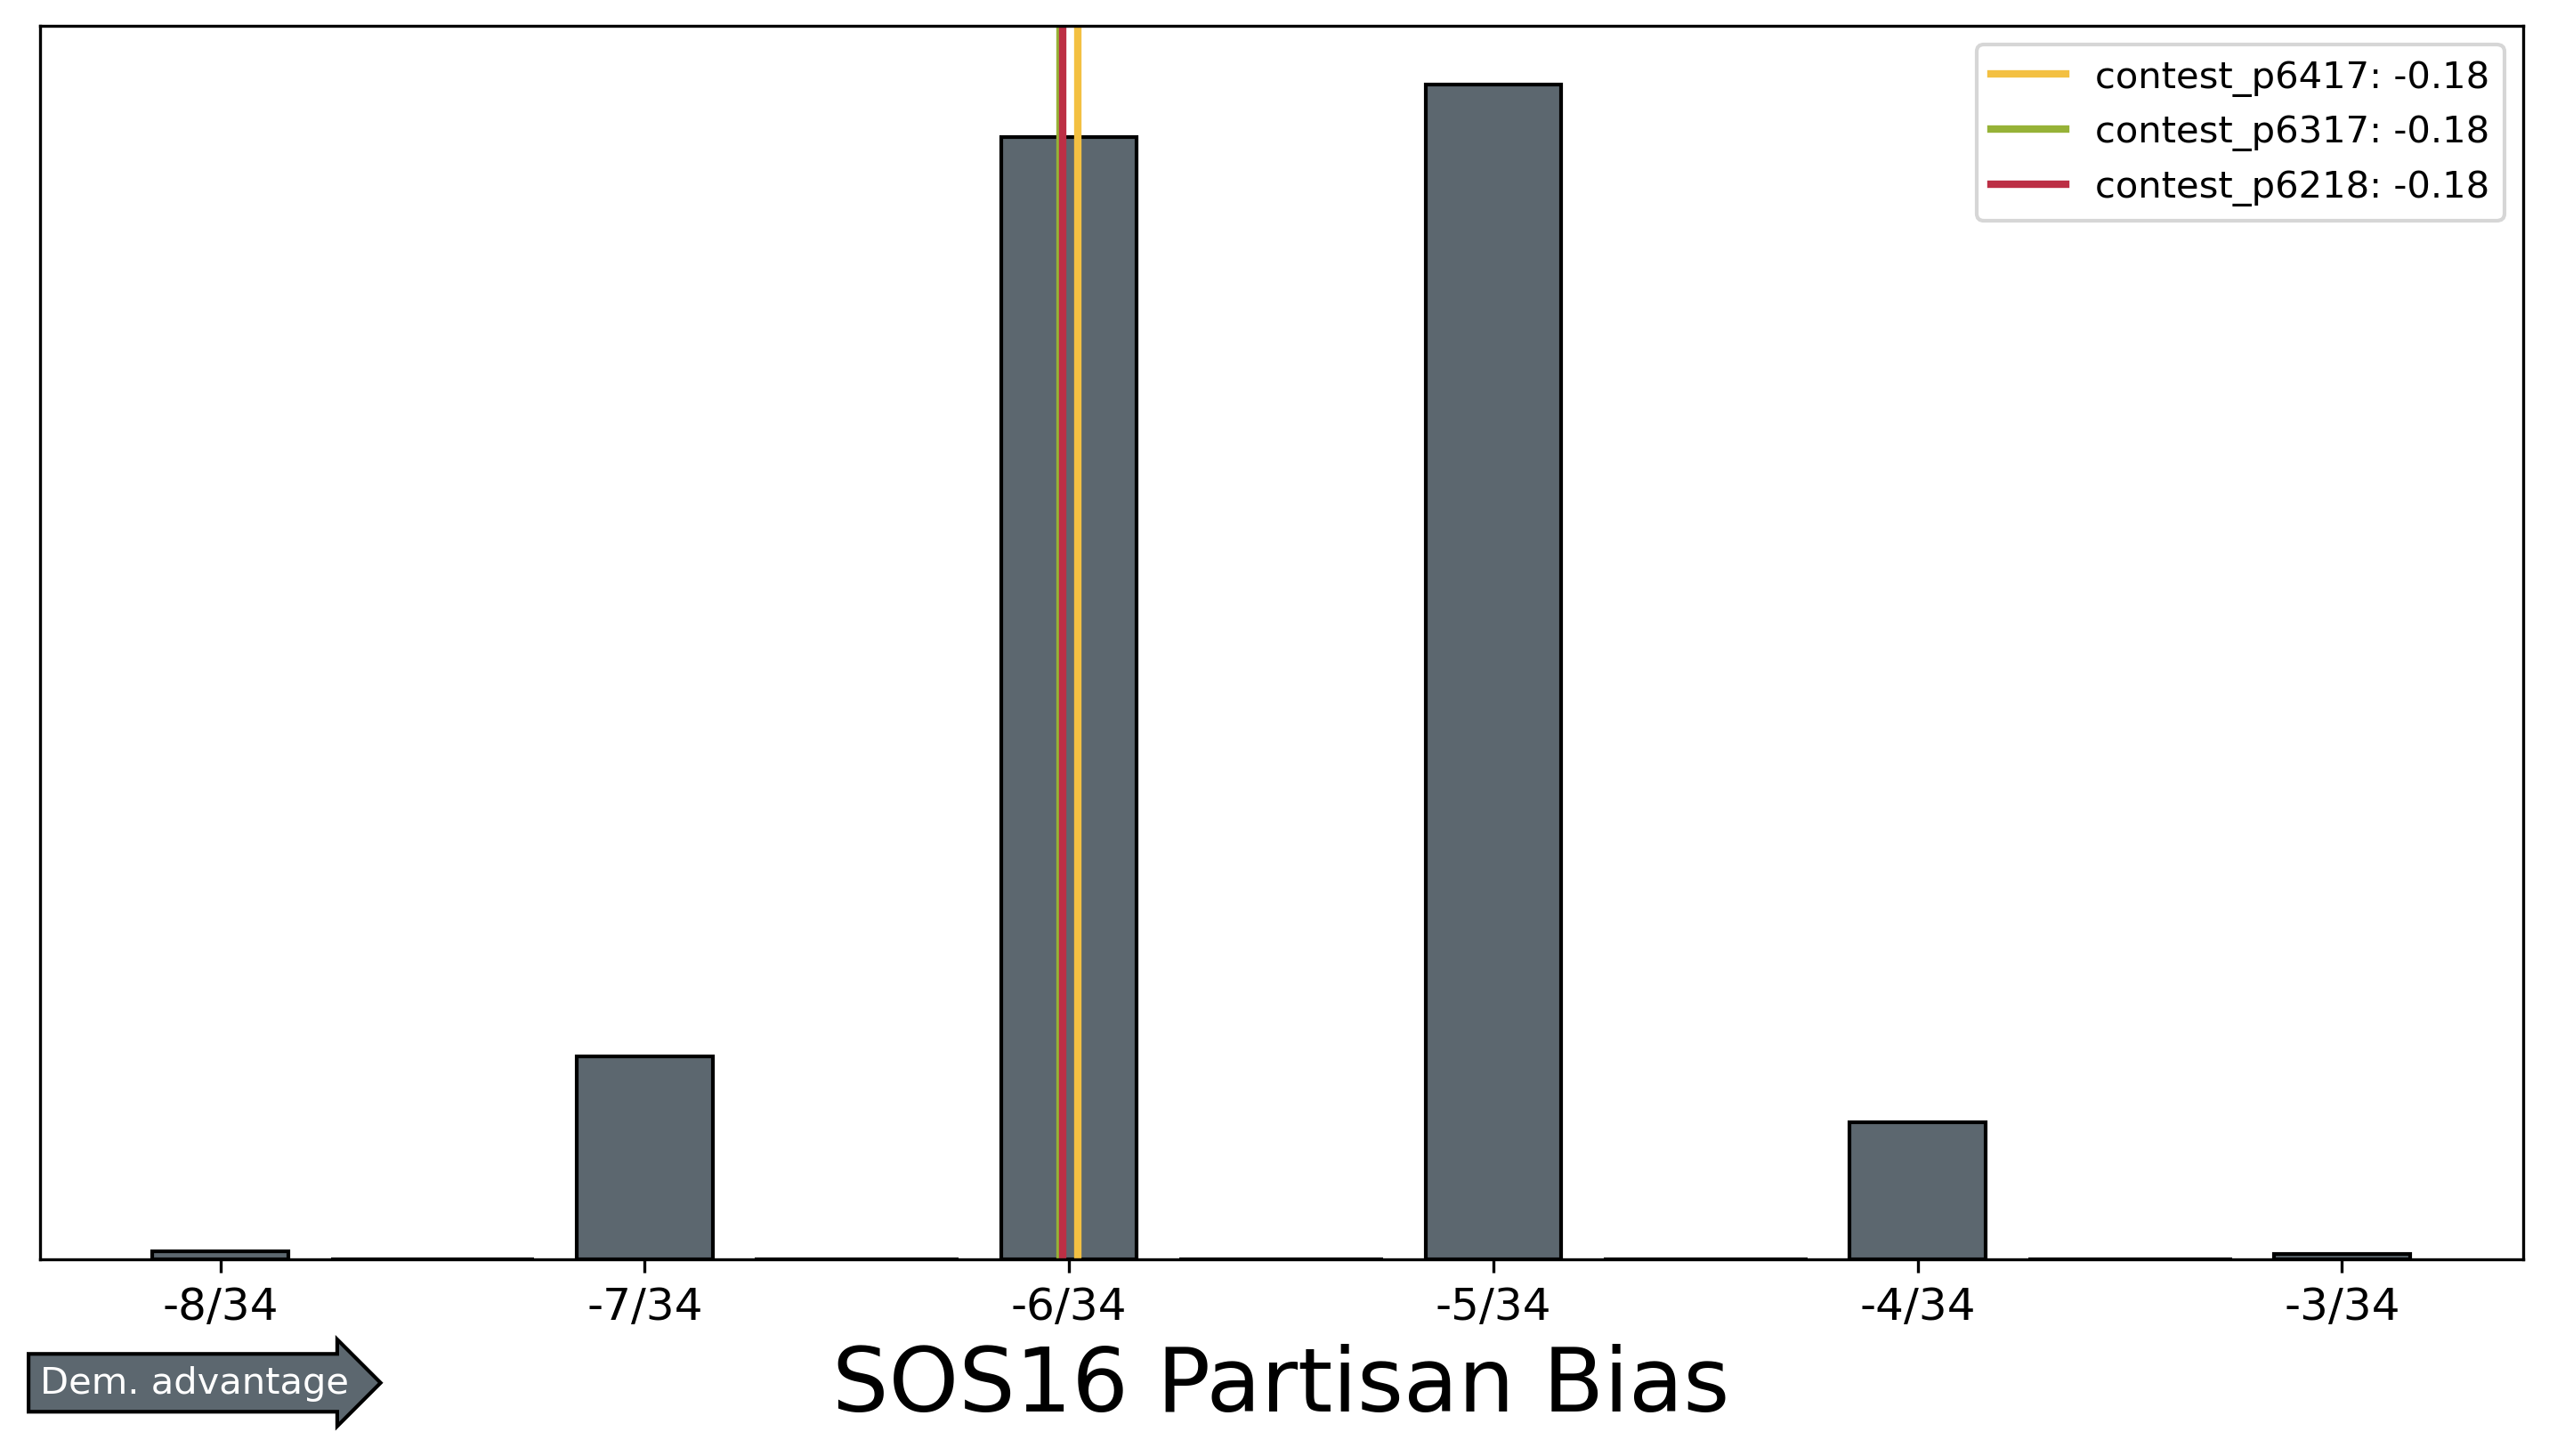 contest_p6417: -0.18
contest_p6317: -0.18
contest_p6218: -0.18
-8/34 -7/34 -6/34 -5/34 -4/34 -3/34
Dem. advantage
SOS16 Partisan Bias